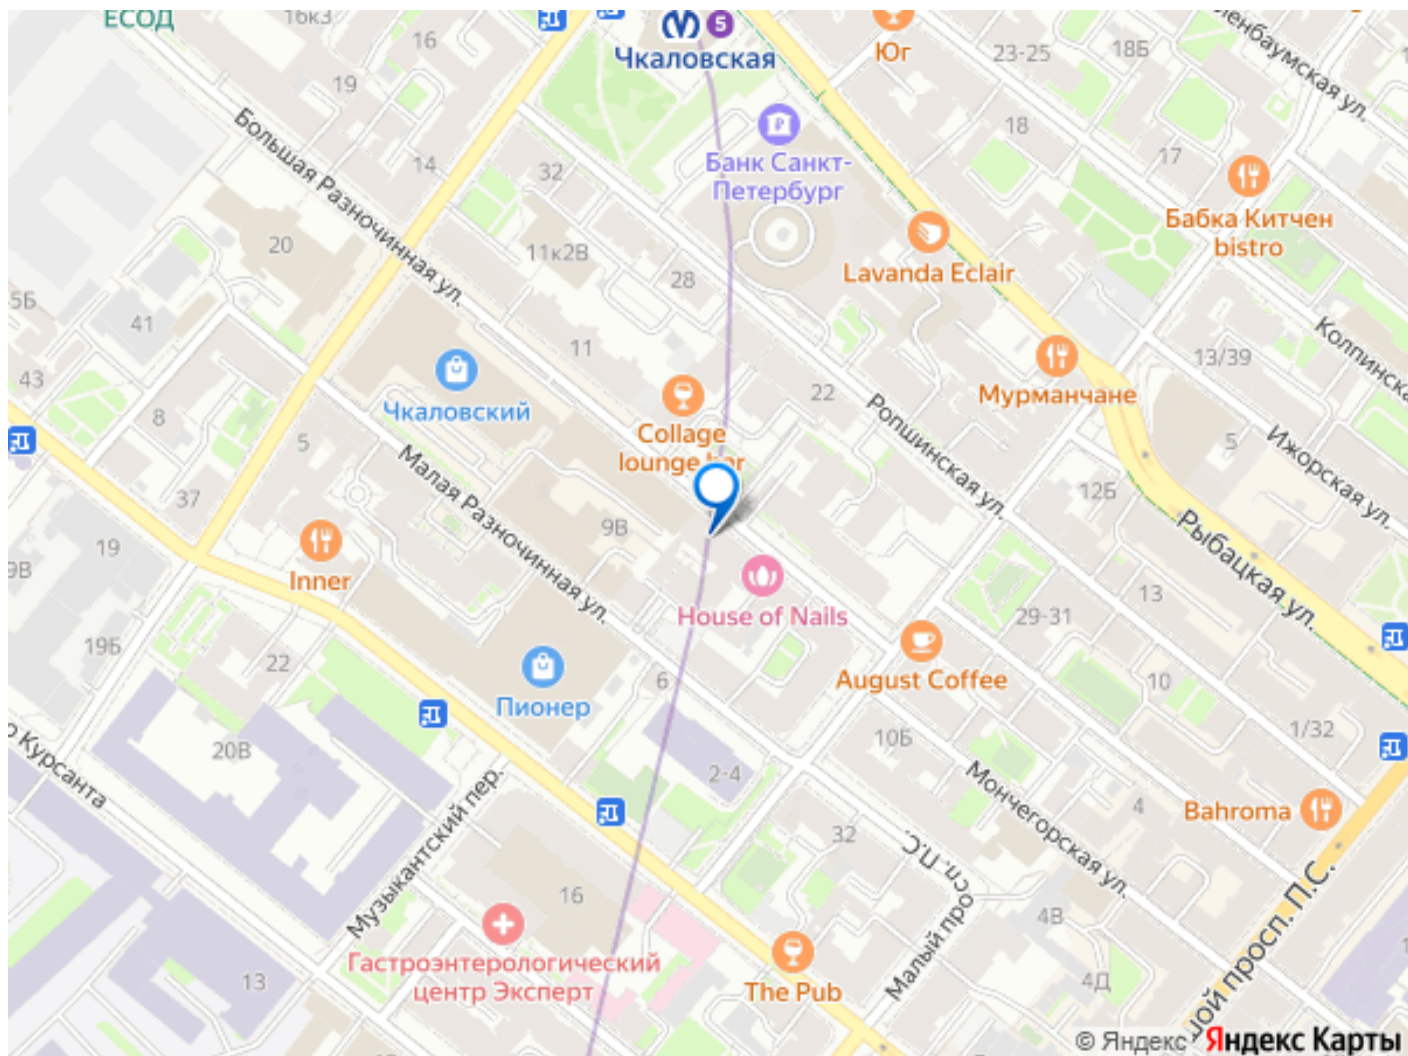 ЕСОД
16к3
16
19
14
Большая Разночинная ул.
5
Чкаловская
Юг
23-25
18Б
18
17
Банк Санкт-
Петербург
32
Бабка Китчен
bistro
Lavanda Eclair
20
11к2В
28
41
5Б
43
8
11
22
Чкаловский
Collage
Мурманчане
13/39
Колпинская
Ижорская ул.
5
Ропшинская ул.
12Б
5
37
Малая Разночинная ул.
9В
Рыбацкая ул.
19
9В
Inner
House of Nails
13
29-31
August Coffee
19Б
22
6
Пионер
10
1/32
20В
2-4
10Б
Курсанта
Мончегорская ул.
4
Bahroma
32
Музыкантский пер.
16
Малый просп. П.С.
4В
Гастроэнтерологический
центр Эксперт
The Pub
4Д
13
© Яндекс
Яндекс Карты